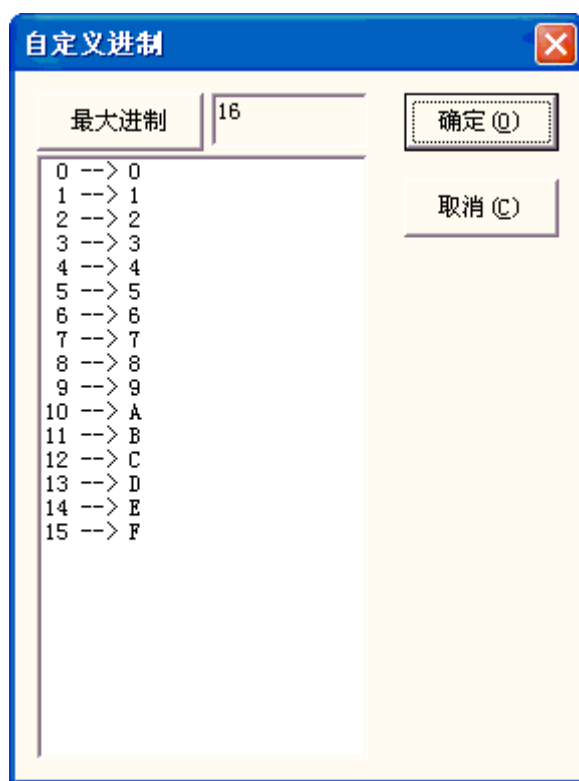 自定义进制
最大进制 16 确定(O)
取消(C)
0 --> 0
1 --> 1
2 --> 2
3 --> 3
4 --> 4
5 --> 5
6 --> 6
7 --> 7
8 --> 8
9 --> 9
10 --> A
11 --> B
12 --> C
13 --> D
14 --> E
15 --> F